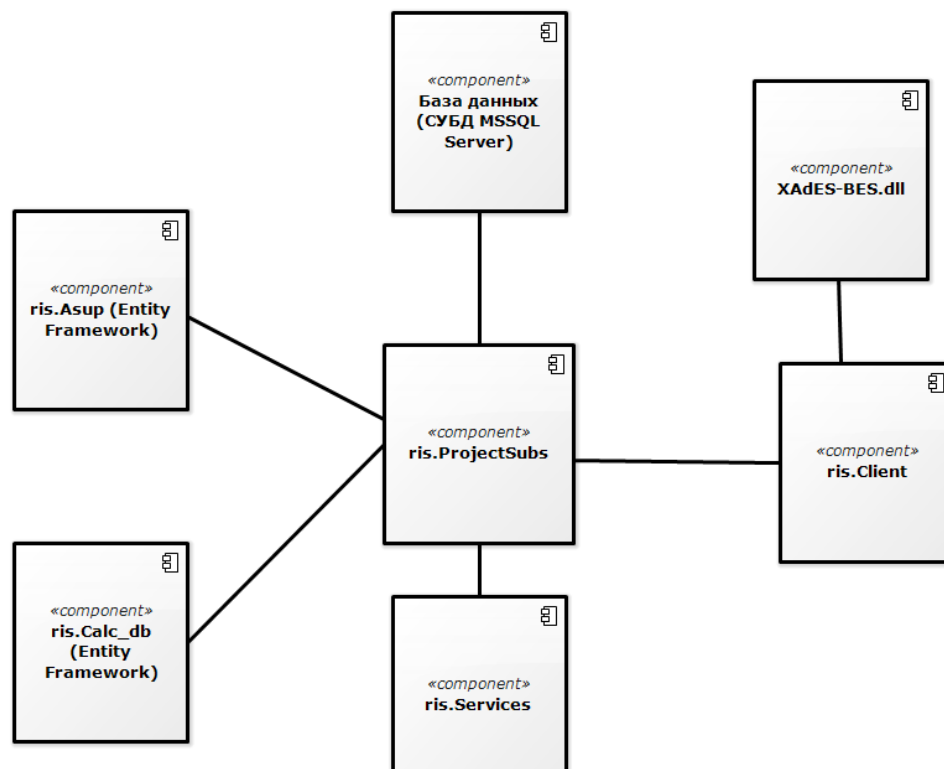 «component»
База данных
(СУБД MSSQL
Server)
«component»
XAdES-BES.dll
«component»
ris.Asup (Entity
Framework)
«component»
ris.ProjectSubs
«component»
ris.Client
«component»
ris.Calc_db
(Entity
Framework)
«component»
ris.Services